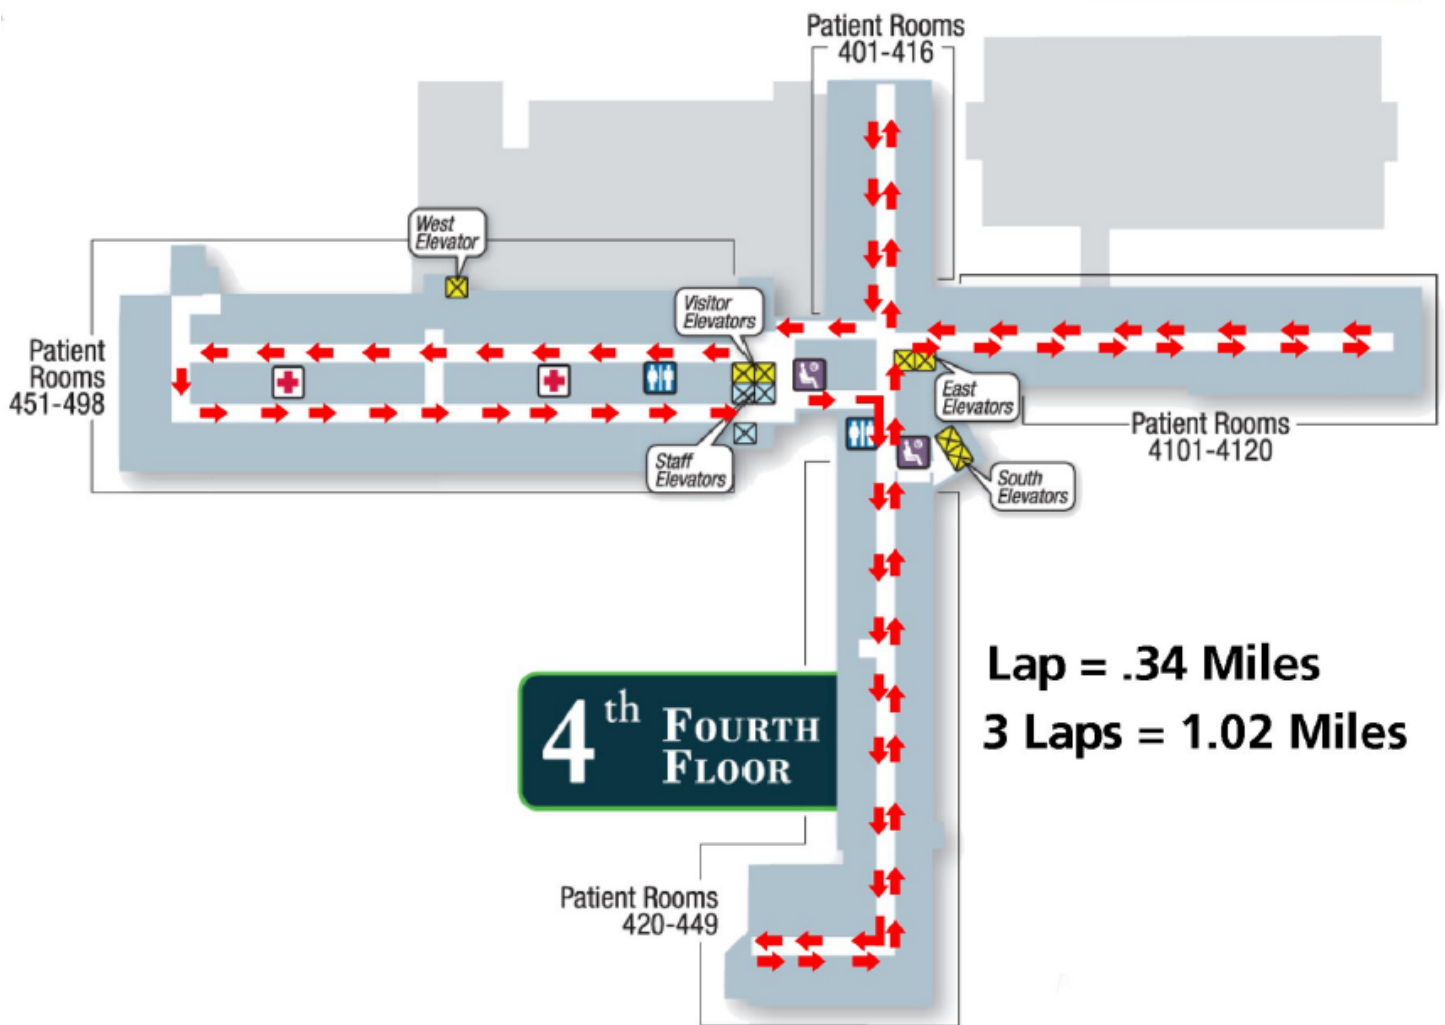 Patient Rooms
401-416
West
Elevator
Visitor
Elevators
Patient
Rooms
451-498
East
Elevators
Patient Rooms
4101-4120
Staff
Elevators
South
Elevators
Lap = .34 Miles
3 Laps = 1.02 Miles
4th FOURTH
FLOOR
Patient Rooms
420-449